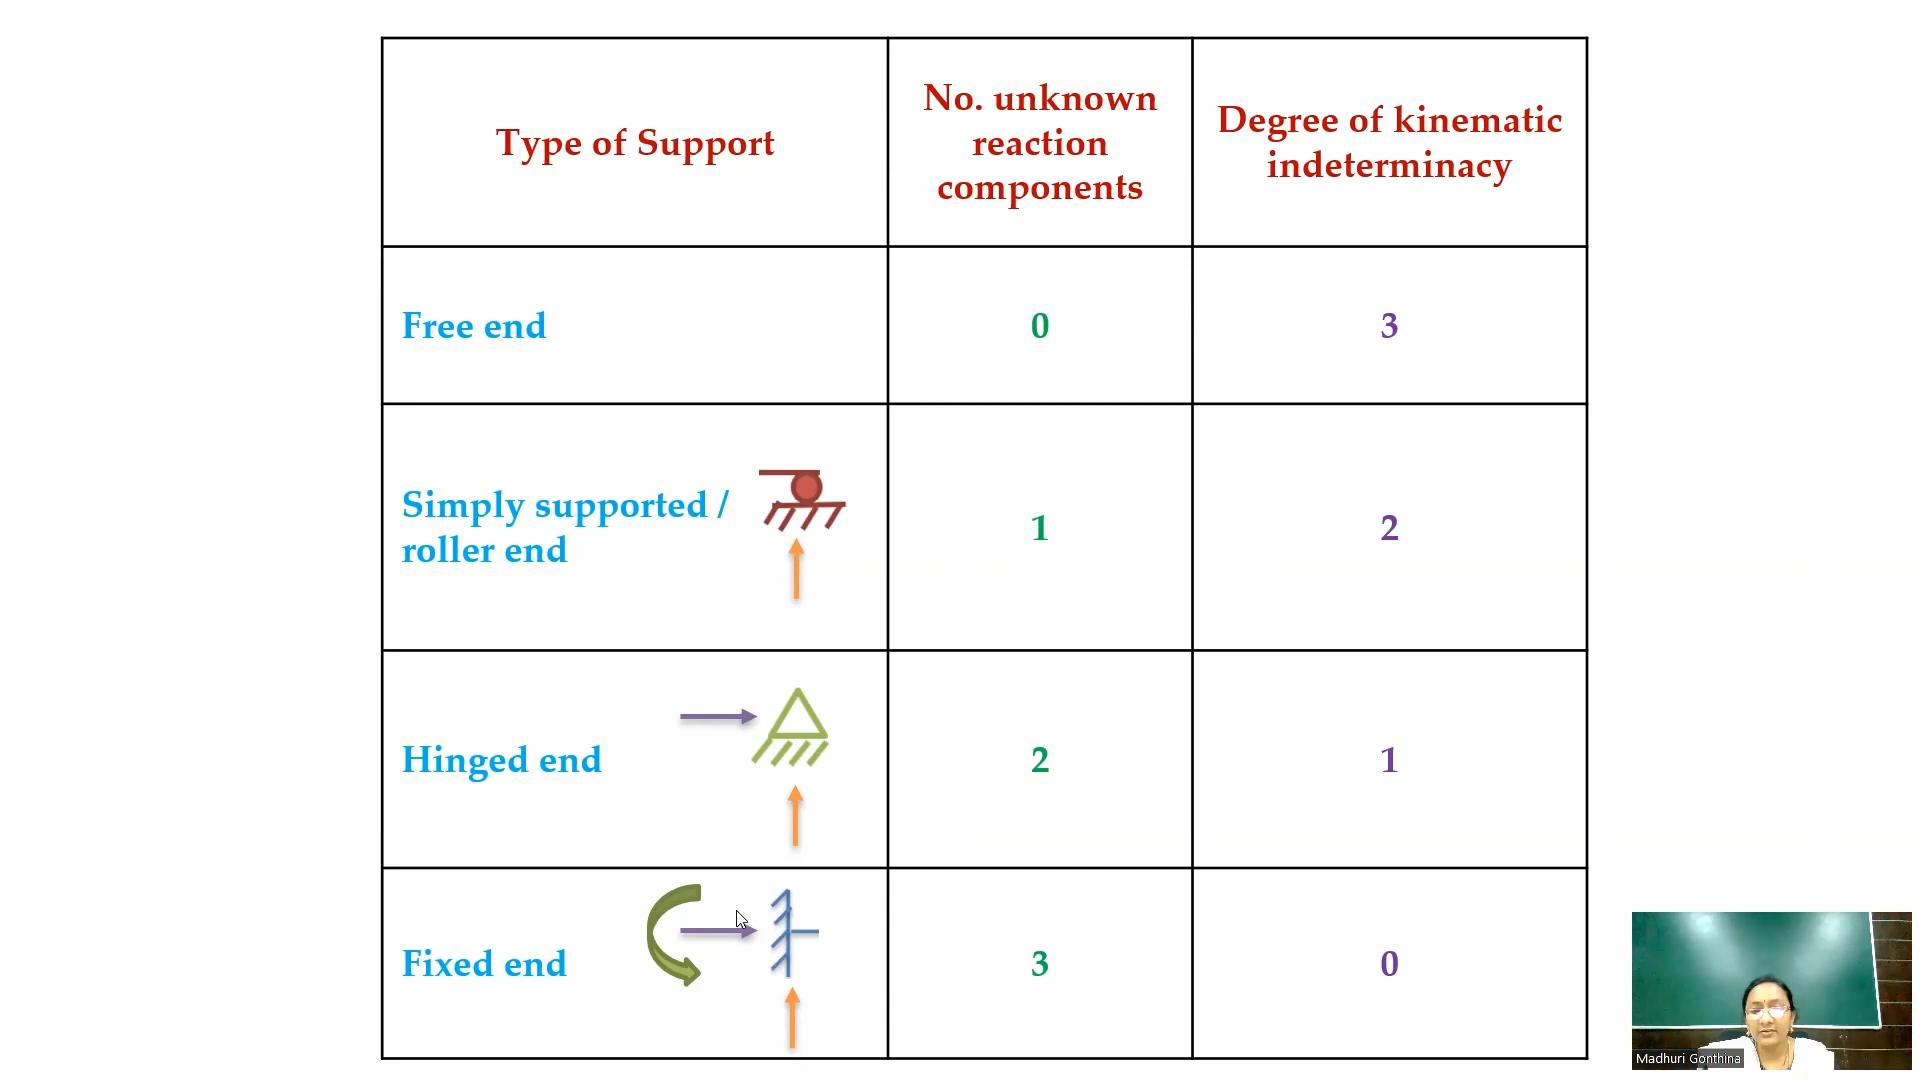 Type of Support
No. unknown
reaction
components
Degree of kinematic
indeterminacy
Free end
0
3
Simply supported /
roller end
1
2
Hinged end
2
1
Fixed end
3
0
Madhuri Gonthina